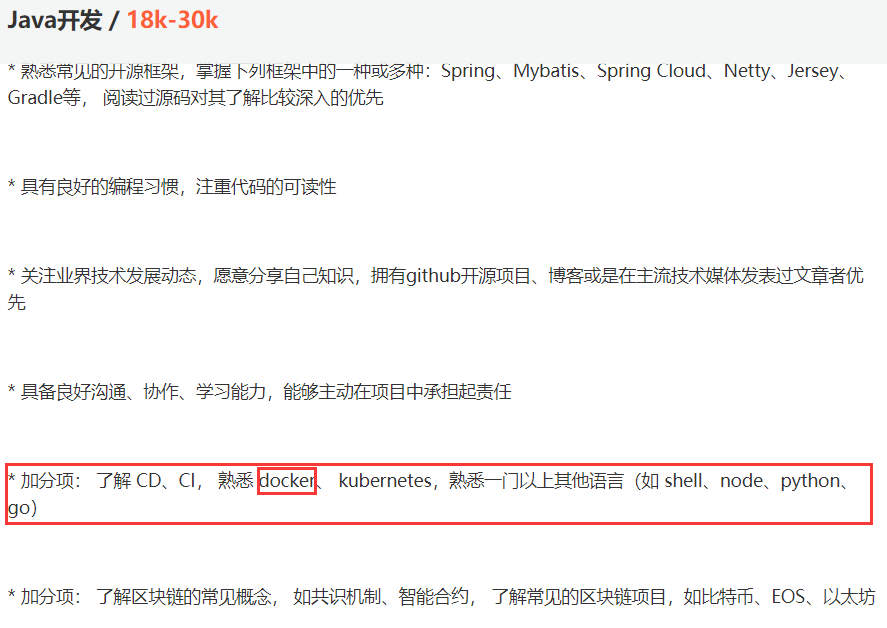 Java开发 / 18k-30k
* 熟悉常见的开源框架，掌握下列框架中的一种或多种：Spring、Mybatis、Spring Cloud、Netty、Jersey、
Gradle等， 阅读过源码对其了解比较深入的优先
* 具有良好的编程习惯，注重代码的可读性
* 关注业界技术发展动态，愿意分享自己知识，拥有github开源项目、博客或是在主流技术媒体发表过文章者优
先
* 具备良好沟通、协作、学习能力，能够主动在项目中承担起责任
* 加分项： 了解 CD、CI， 熟悉 docker、 kubernetes，熟悉一门以上其他语言（如 shell、node、python、
go）
* 加分项： 了解区块链的常见概念， 如共识机制、智能合约， 了解常见的区块链项目，如比特币、EOS、以太坊